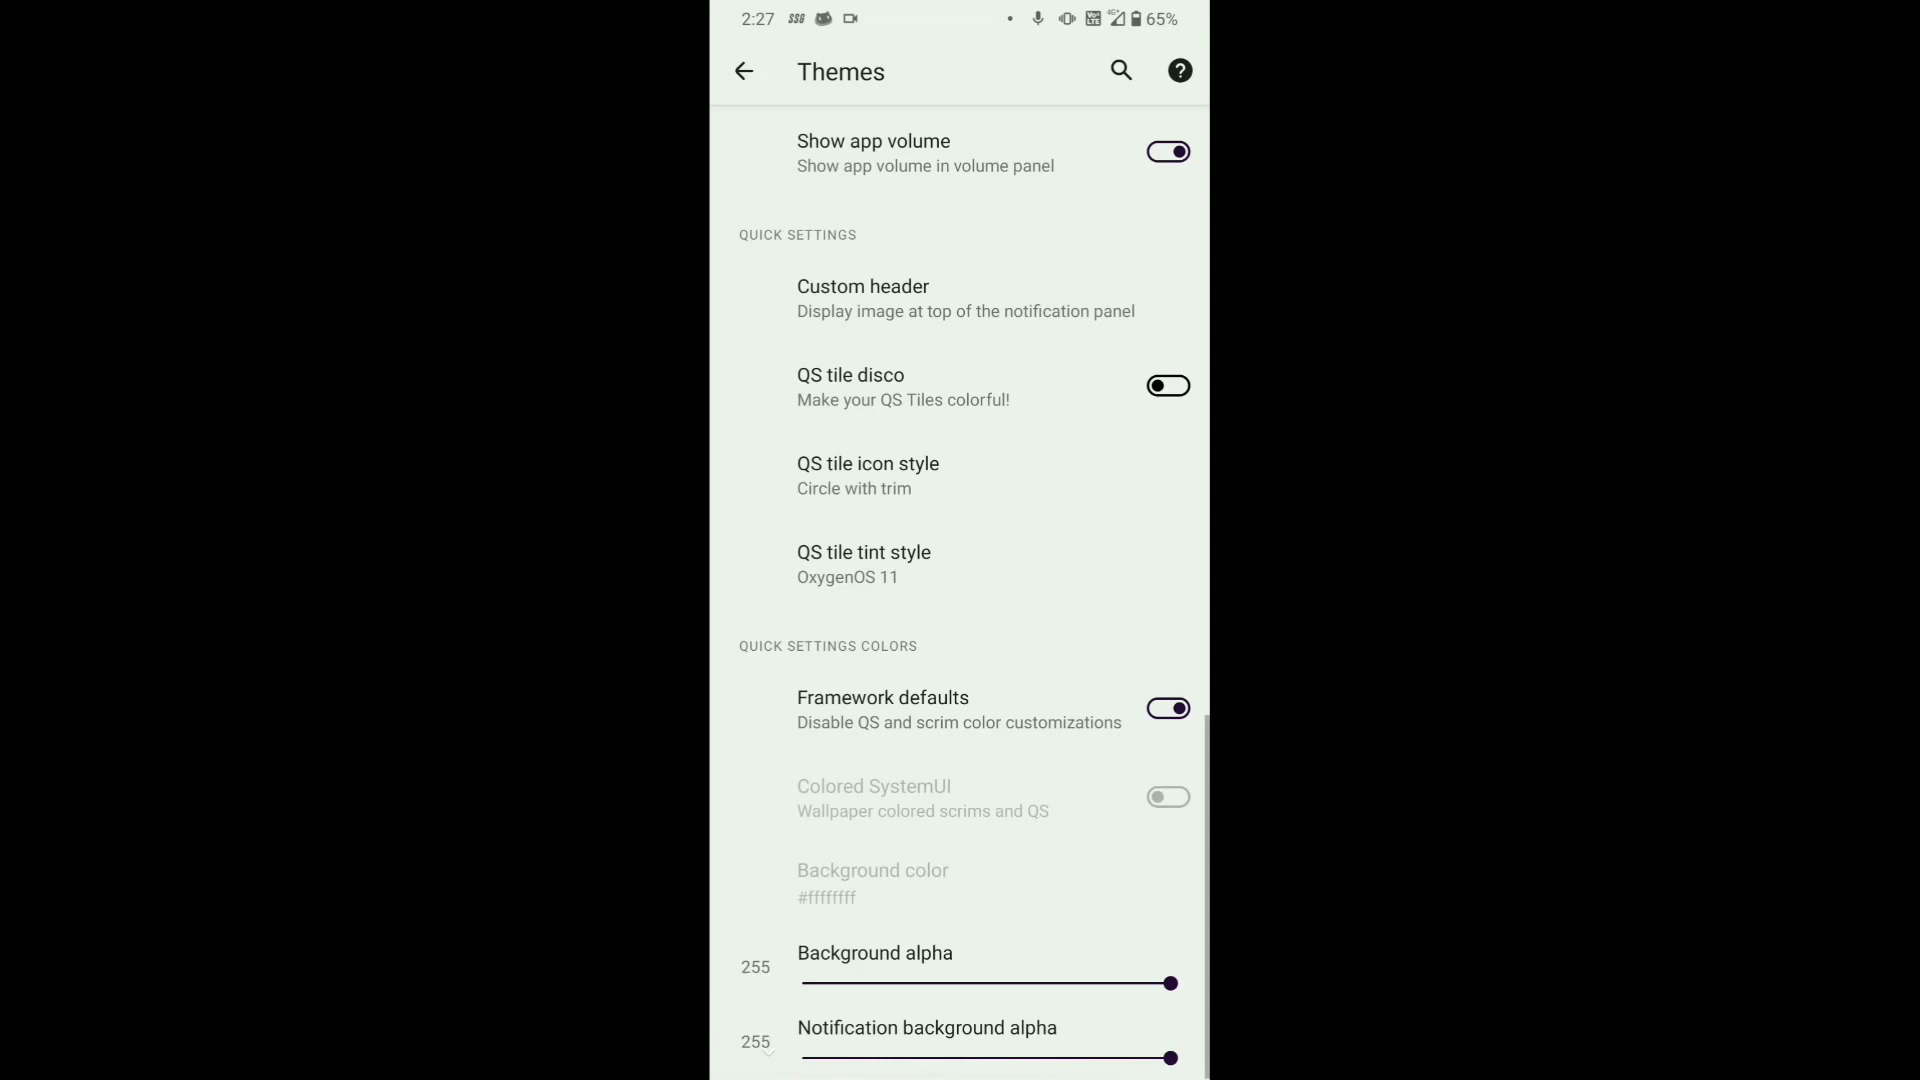 2:27 SSG 65%
Themes
Show app volume
Show app volume in volume panel
QUICK SETTINGS
Custom header
Display image at top of the notification panel
QS tile disco
Make your QS Tiles colorful!
QS tile icon style
Circle with trim
QS tile tint style
OxygenOS 11
QUICK SETTINGS COLORS
Framework defaults
Disable QS and scrim color customizations
Colored SystemUI
Wallpaper colored scrims and QS
Background color
#ffffffff
Background alpha
255
Notification background alpha
255